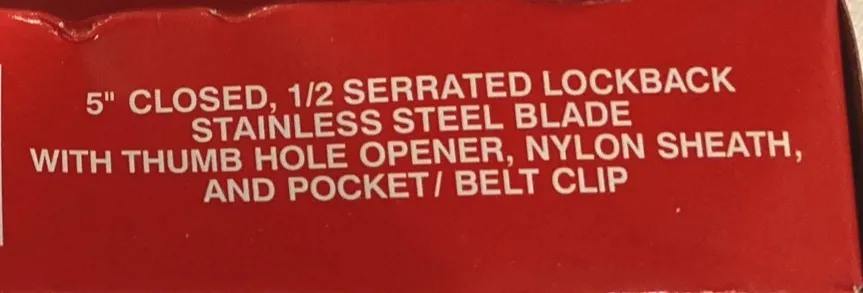 5" CLOSED, 1/2 SERRATED LOCKBACK
STAINLESS STEEL BLADE
WITH THUMB HOLE OPENER, NYLON SHEATH,
AND POCKET/ BELT CLIP